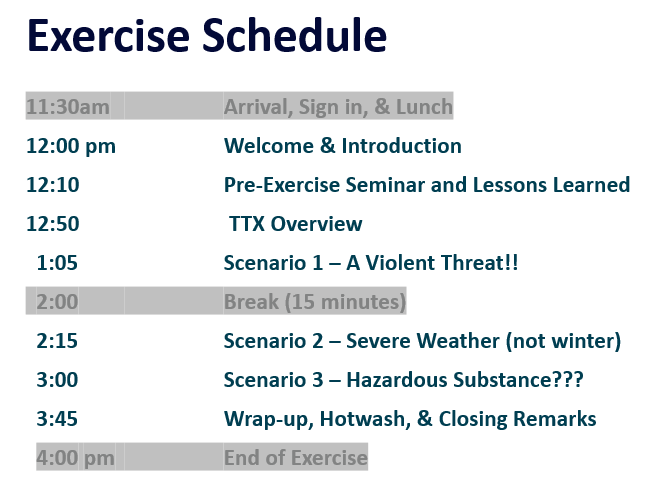 Exercise Schedule
11:30am Arrival, Sign in, & Lunch
12:00 pm Welcome & Introduction
12:10 Pre-Exercise Seminar and Lessons Learned
12:50 TTX Overview
1:05 Scenario 1 – A Violent Threat!!
2:00 Break (15 minutes)
2:15 Scenario 2 – Severe Weather (not winter)
3:00 Scenario 3 – Hazardous Substance???
3:45 Wrap-up, Hotwash, & Closing Remarks
4:00 pm End of Exercise